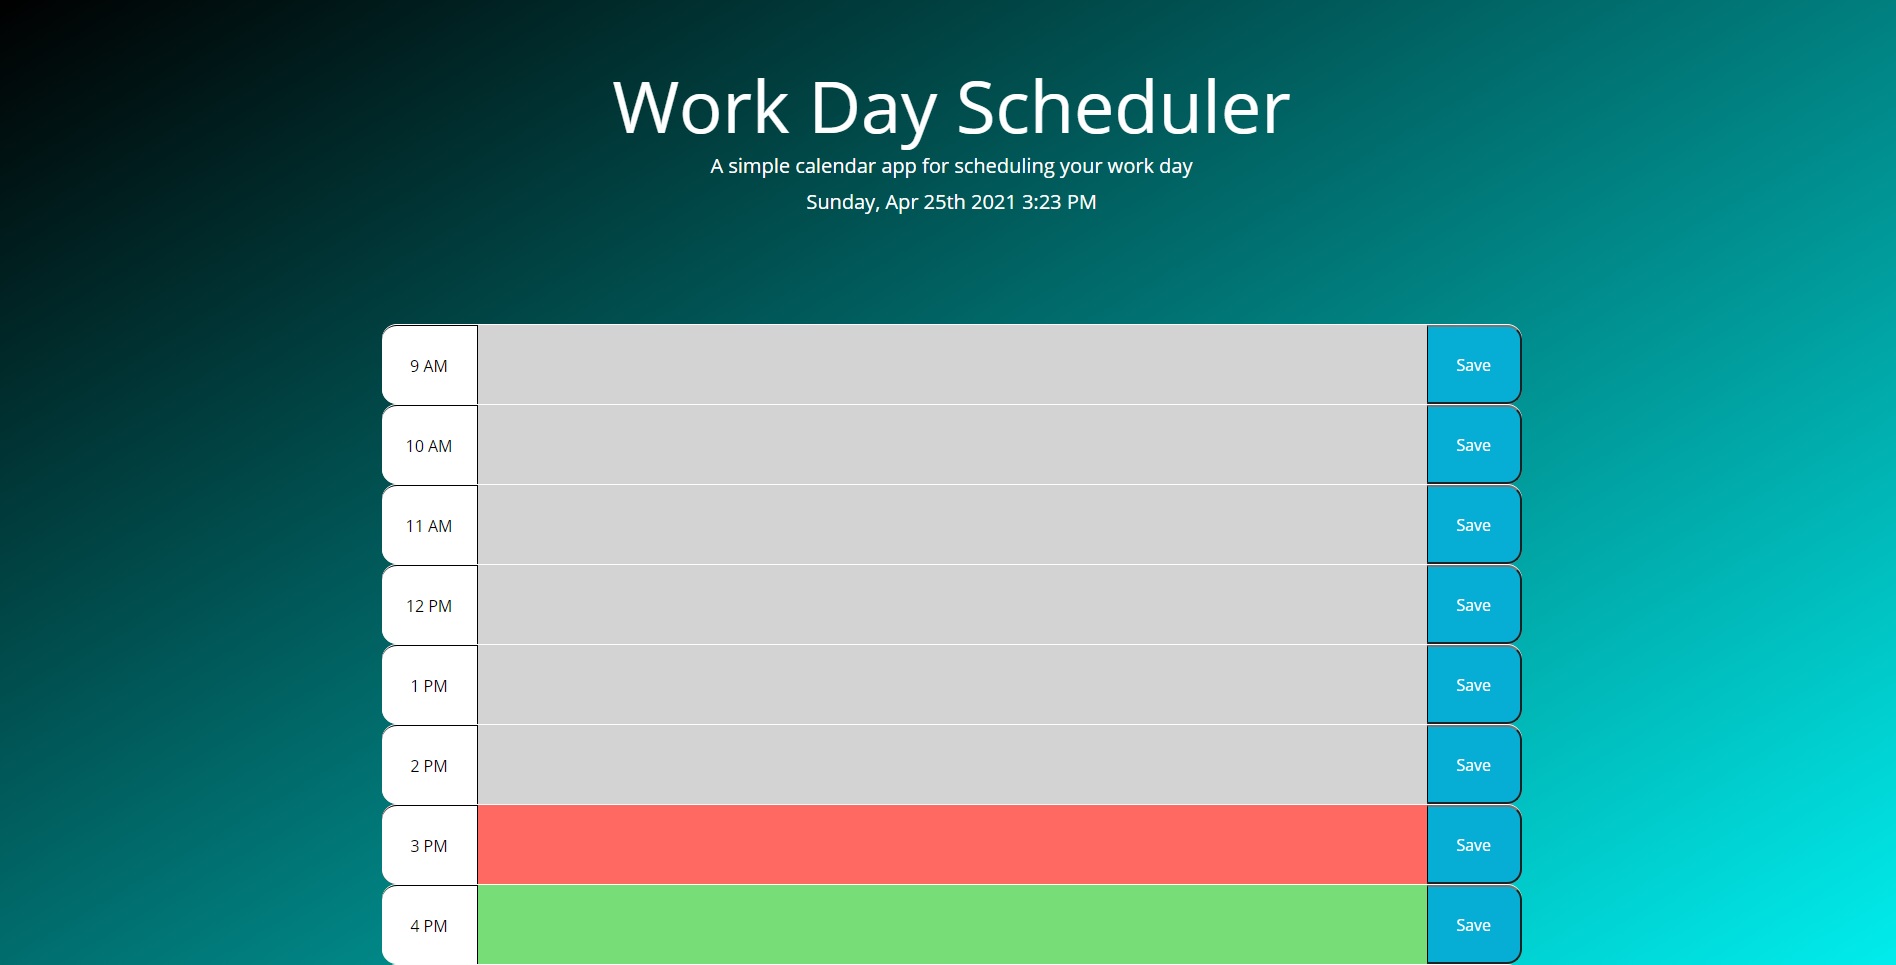 Work Day Scheduler
A simple calendar app for scheduling your work day
Sunday, Apr 25th 2021 3:23 PM
9 AM Save
10 AM Save
11 AM Save
12 PM Save
1 PM Save
2 PM Save
3 PM Save
4 PM Save